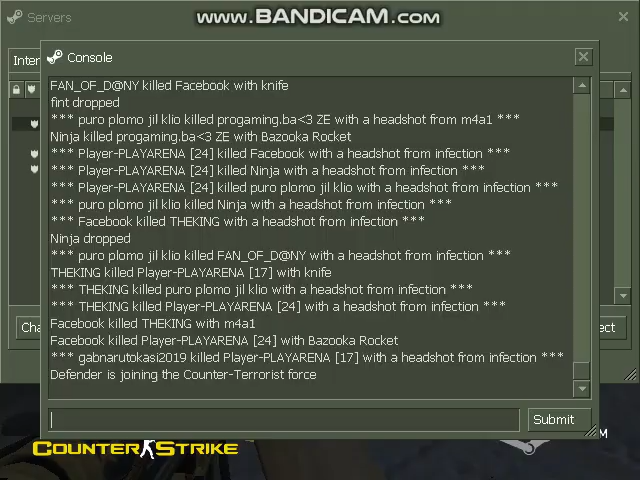 Servers
WWW.BANDICAM.COM
Inter
Console
FAN_OF_D@NY killed Facebook with knife
fint dropped
*** puro plomo jil klio killed progaming.ba<3 ZE with a headshot from m4a1 ***
Ninja killed progaming.ba<3 ZE with Bazooka Rocket
*** Player-PLAYARENA [24] killed Facebook with a headshot from infection ***
*** Player-PLAYARENA [24] killed Ninja with a headshot from infection ***
*** Player-PLAYARENA [24] killed puro plomo jil klio with a headshot from infection ***
*** puro plomo jil klio killed Ninja with a headshot from infection ***
*** Facebook killed THEKING with a headshot from infection ***
Ninja dropped
*** puro plomo jil klio killed FAN_OF_D@NY with a headshot from infection ***
THEKING killed Player-PLAYARENA [17] with knife
*** THEKING killed puro plomo jil klio with a headshot from infection ***
*** THEKING killed Player-PLAYARENA [24] with a headshot from infection ***
Facebook killed THEKING with m4a1
Facebook killed Player-PLAYARENA [24] with Bazooka Rocket
*** gabnarutokasi2019 killed Player-PLAYARENA [17] with a headshot from infection ***
Defender is joining the Counter-Terrorist force
Cha
ect
Submit
COUNTER STRIKE
M